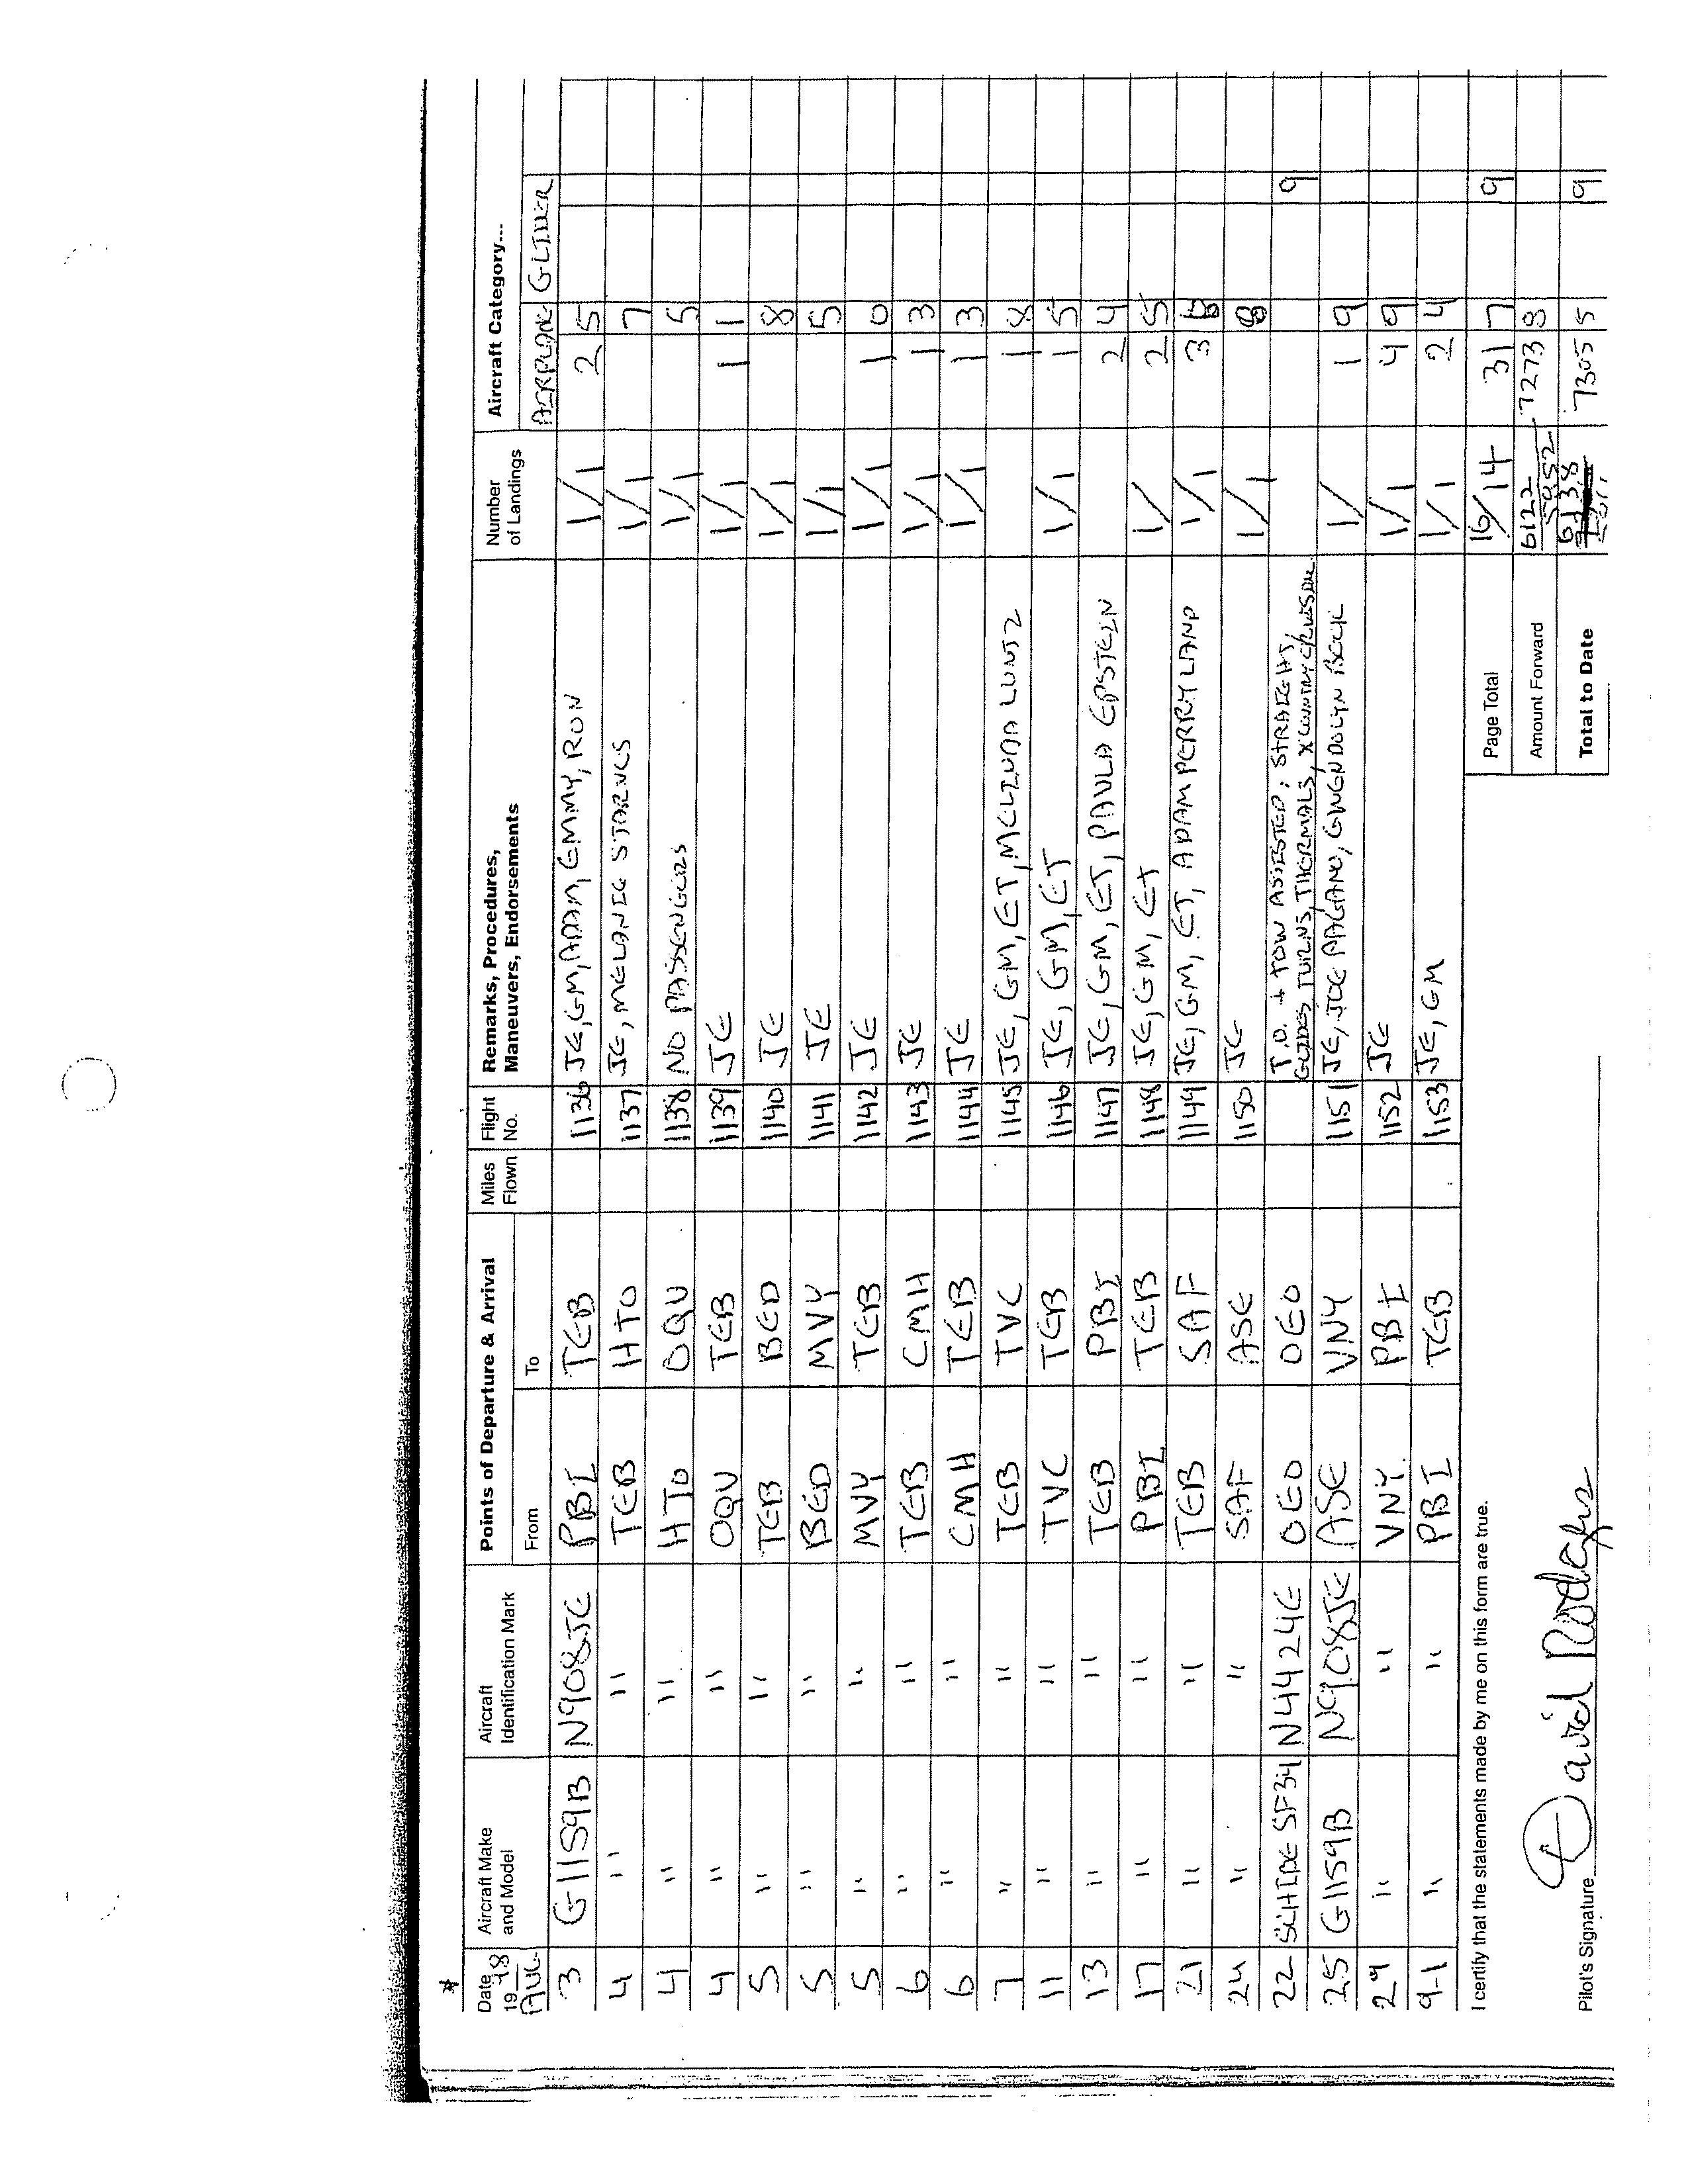 Date 19 98 Aircraft Make and Model Aircraft Identification Mark Points of Departure & Arrival Miles Flown Flight No. Remarks, Procedures, Maneuvers, Endorsements Number of Landings Aircraft Category...
AUG From To AIRPLANE GLIDER
3 G1159B N908JE PBI TEB 1136 JE, GM, ADAM, EMMY, RON 1/1 2 5
4 " " TEB HTO 1137 JE, MELANIE STARNES 1/1 7
4 " " HTO OQU 1138 NO PASSENGERS 1/1 5
4 " " OQU TEB 1139 JE 1/1 1 1
5 " " TEB BED 1140 JE 1/1 8
5 " " BED MVY 1141 JE 1/1 5
5 " " MVY TEB 1142 JE 1/1 1 0
6 " " TEB CMH 1143 JE 1/1 1 3
6 " " CMH TEB 1144 JE 1/1 1 3
7 " " TEB TVC 1145 JE, GM, ET, MELINDA LUNTZ 1 8
11 " " TVC TEB 1146 JE, GM, ET 1/1 1 5
13 " " TEB PBI 1147 JE, GM, ET, PAULA EPSTEIN 2 4
17 " " PBI TEB 1148 JE, GM, ET 1/ 2 5
21 " " TEB SAF 1149 JE, GM, ET, ADAM PERRY LAND 1/1 3
24 " " SAF ASE 1150 JE 1/1 8
22 SCHIBE SF34 N4424E OEO OEO T.O. + TOW ASSISTED; STRAIGHT GLIDES, TURNS, THERMALS, X COUNTRY 9
25 G1159B N908JE ASE VNY 1151 JE, JOE PAGANO, GWENDOLYN BECK 1/ 1 9
29 " " VNY PBI 1152 JE 1/1 4 9
9-1 " " PBI TEB 1153 JE, GM 1/1 2 4
I certify that the statements made by me on this form are true. Page Total 16/14 31 7 9
Amount Forward 6122 5952 7273 8
Pilot's Signature David Rodgers Total to Date 6138 7305 5 9